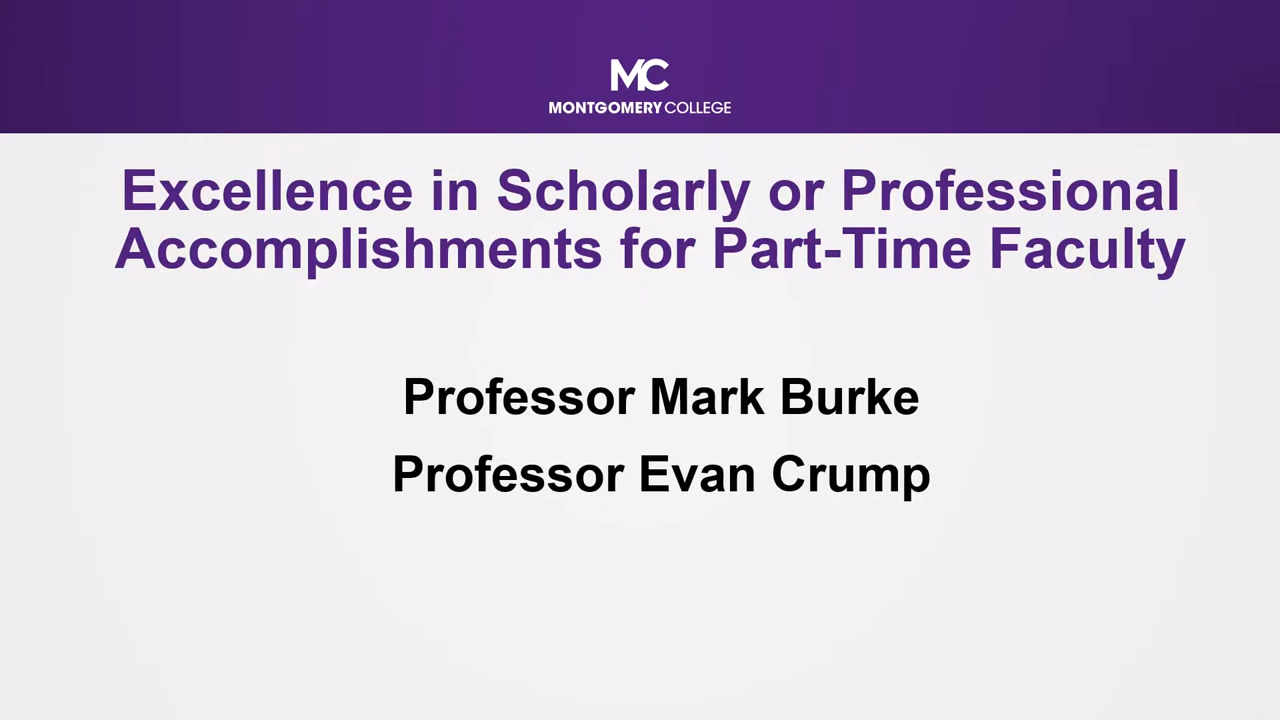 MC
MONTGOMERY COLLEGE
Excellence in Scholarly or Professional
Accomplishments for Part-Time Faculty
Professor Mark Burke
Professor Evan Crump